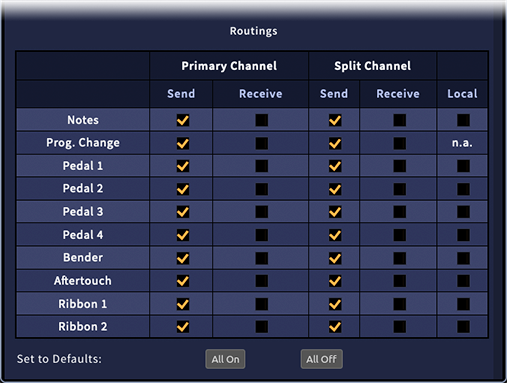 Routings
Primary Channel Split Channel
Send Receive Send Receive Local
Notes
Prog. Change n.a.
Pedal 1
Pedal 2
Pedal 3
Pedal 4
Bender
Aftertouch
Ribbon 1
Ribbon 2
Set to Defaults: All On All Off